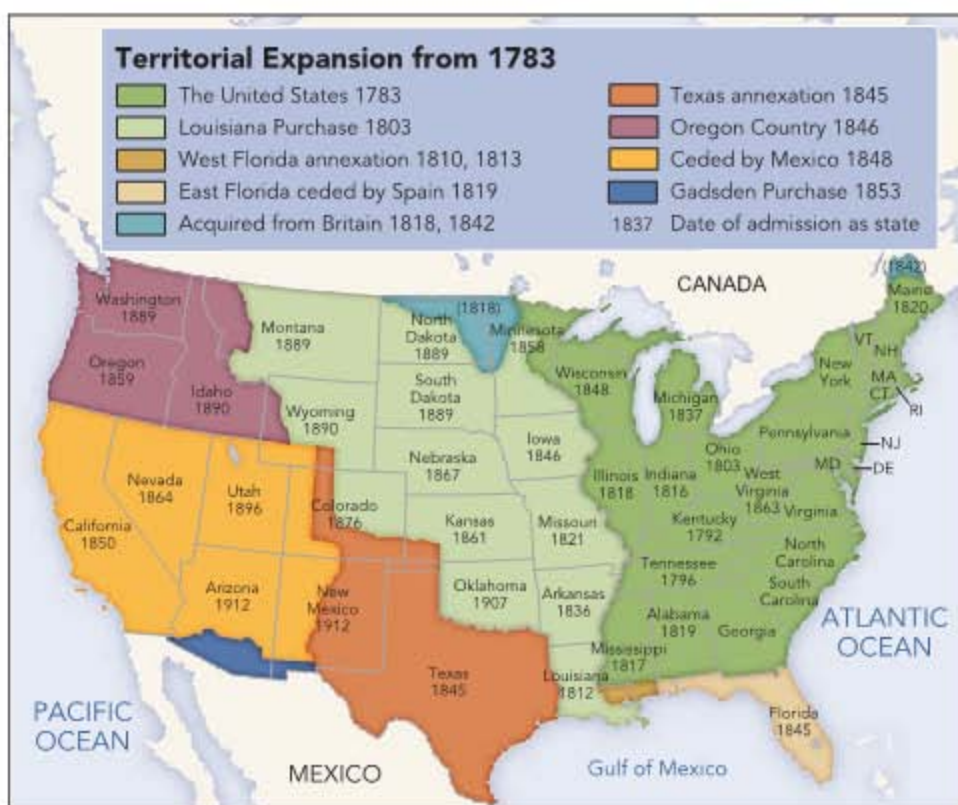 Territorial Expansion from 1783
The United States 1783
Louisiana Purchase 1803
West Florida annexation 1810, 1813
East Florida ceded by Spain 1819
Acquired from Britain 1818, 1842
Texas annexation 1845
Oregon Country 1846
Ceded by Mexico 1848
Gadsden Purchase 1853
1837 Date of admission as state
CANADA
(1842)
Maine
1820
Washington
1889
Oregon
1859
Idaho
1890
Montana
1889
Wyoming
1890
North
Dakota
1889
(1818)
Minnesota
1858
South
Dakota
1889
Nebraska
1867
Iowa
1846
Wisconsin
1848
Michigan
1837
VT
NH
New
York
MA
CT
RI
Pennsylvania
NJ
MD
DE
Ohio
1803
Illinois
1818
Indiana
1816
West
Virginia
1863
Virginia
Kentucky
1792
Nevada
1864
Utah
1896
California
1850
Colorado
1876
Kansas
1861
Missouri
1821
Tennessee
1796
North
Carolina
South
Carolina
Arizona
1912
New
Mexico
1912
Oklahoma
1907
Arkansas
1836
Alabama
1819
Georgia
Mississippi
1817
Louisiana
1812
Texas
1845
Florida
1845
ATLANTIC
OCEAN
PACIFIC
OCEAN
MEXICO
Gulf of Mexico